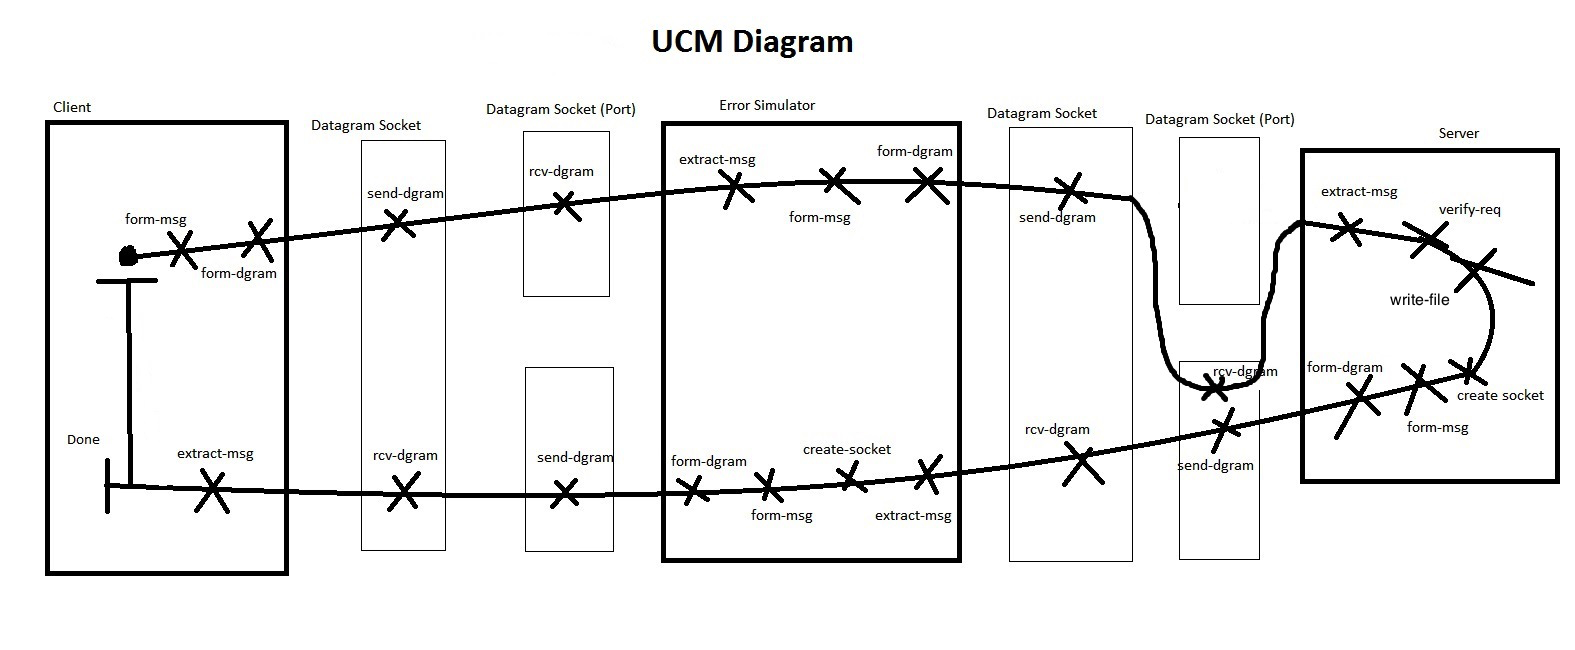 UCM Diagram
Client
Datagram Socket
Datagram Socket (Port)
Error Simulator
Datagram Socket
Datagram Socket (Port)
Server
form-msg
form-dgram
send-dgram
rcv-dgram
extract-msg
form-msg
form-dgram
send-dgram
rcv-dgram
extract-msg
verify-req
write-file
create socket
form-msg
form-dgram
send-dgram
rcv-dgram
extract-msg
create-socket
form-msg
form-dgram
send-dgram
rcv-dgram
extract-msg
Done